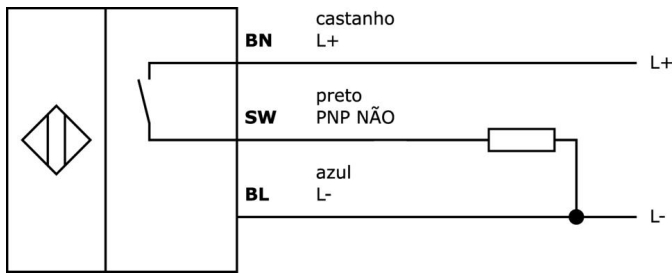 castanho
BN L+
L+
preto
SW PNP NÃO
azul
BL L-
L-